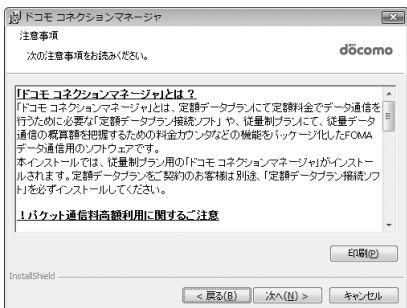 ドコモ コネクションマネージャ
注意事項
次の注意事項をお読みください。
döcomo
「ドコモ コネクションマネージャ」とは?
「ドコモ コネクションマネージャ」とは、定額データプランにて定額料金でデータ通信を
行うために必要な「定額データプラン接続ソフト」や、従量制プランにて、従量データ
通信の概算額を把握するための料金カウンタなどの機能をパッケージ化したFOMA
データ通信用のソフトウェアです。
本インストールでは、従量制プラン用の「ドコモ コネクションマネージャ」がインストー
ルされます。定額データプランをご契約のお客様は別途、「定額データプラン接続ソフ
ト」を必ずインストールしてください。
!パケット通信料高額利用に関するご注意
印刷(P)
InstallShield
< 戻る(B)
次へ(N) >
キャンセル